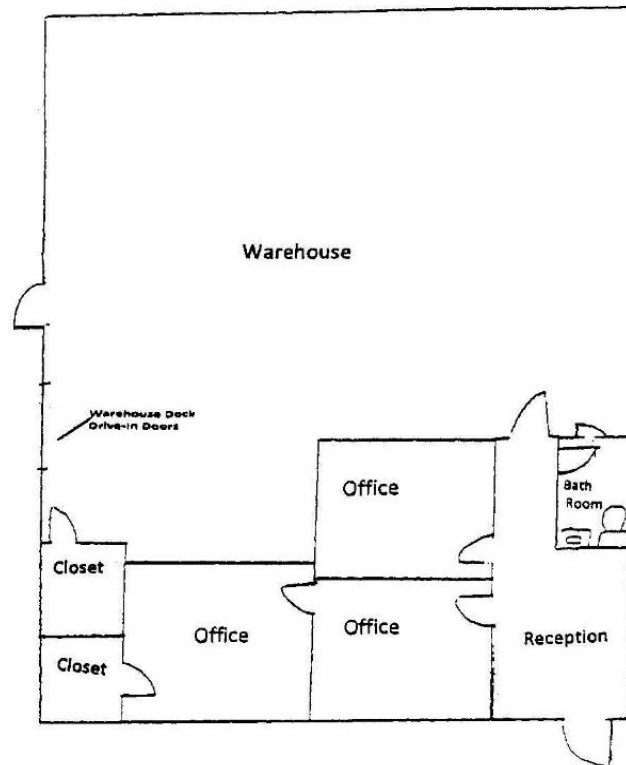 Warehouse
Warehouse Dock
Drive-in Doors
Office
Bath
Room
Closet
Office
Office
Reception
Closet